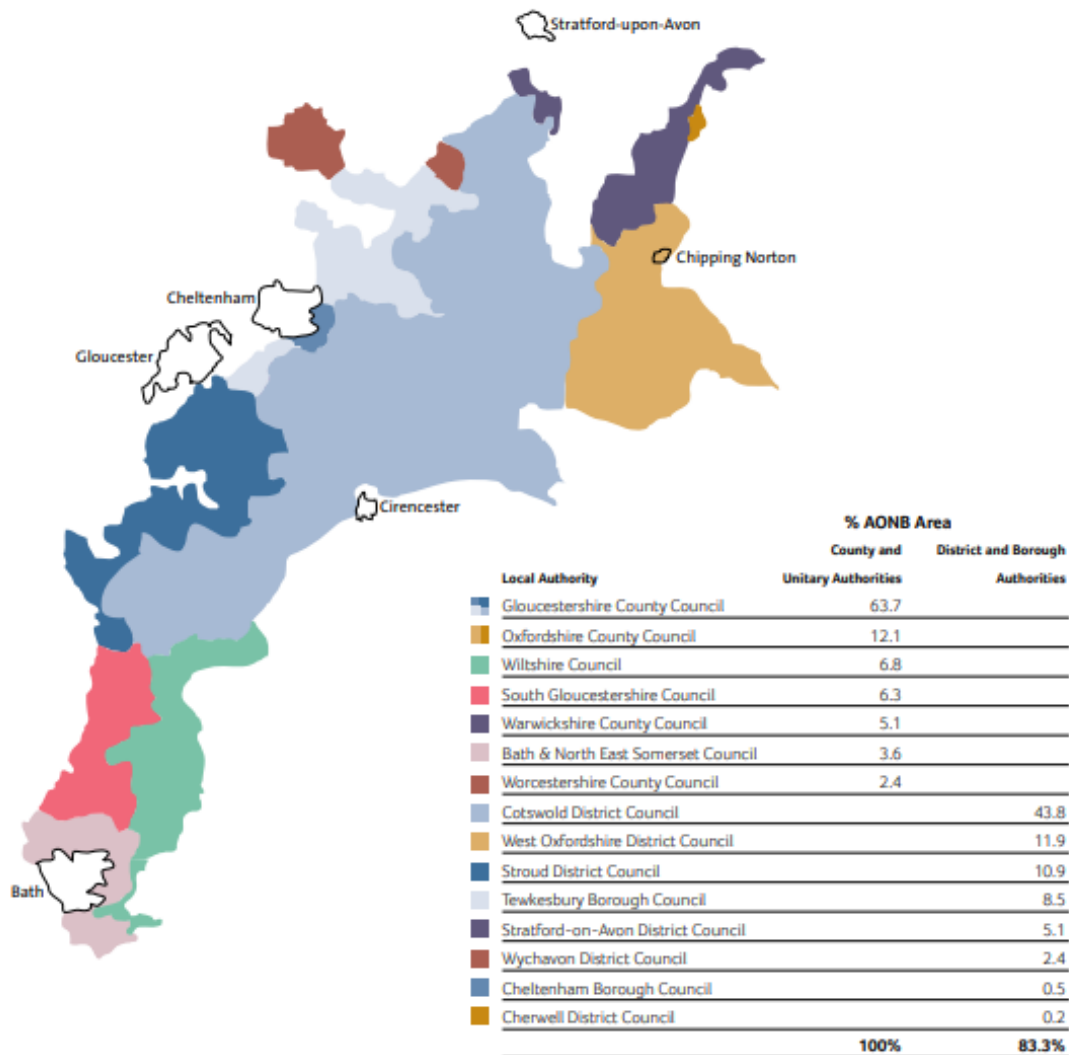 Stratford-upon-Avon
Chipping Norton
Cheltenham
Gloucester
Cirencester
Bath
% AONB Area
County and District and Borough
Local Authority Unitary Authorities Authorities
Gloucestershire County Council 63.7
Oxfordshire County Council 12.1
Wiltshire Council 6.8
South Gloucestershire Council 6.3
Warwickshire County Council 5.1
Bath & North East Somerset Council 3.6
Worcestershire County Council 2.4
Cotswold District Council 43.8
West Oxfordshire District Council 11.9
Stroud District Council 10.9
Tewkesbury Borough Council 8.5
Stratford-on-Avon District Council 5.1
Wychavon District Council 2.4
Cheltenham Borough Council 0.5
Cherwell District Council 0.2
100% 83.3%